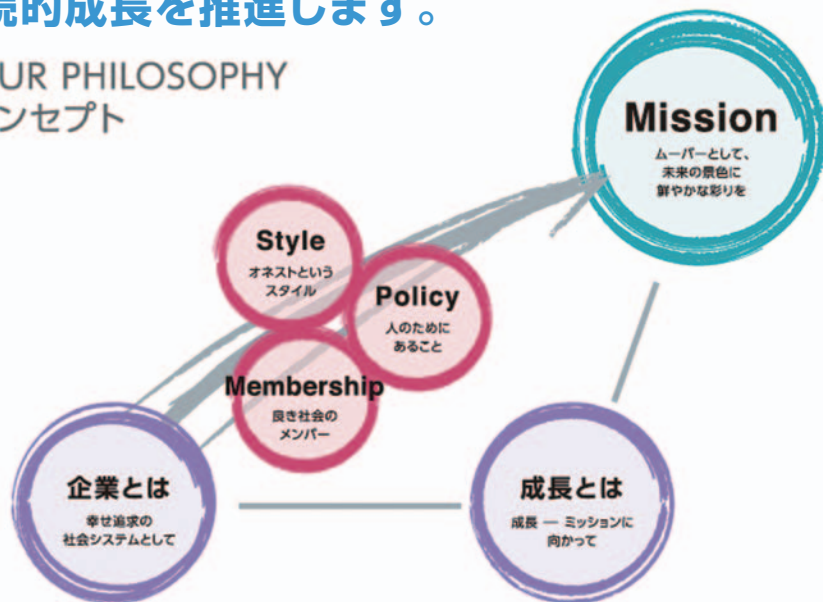 続的成長を推進します。
UR PHILOSOPHY
ンセプト
Mission
ムーバーとして、
未来の景色に
鮮やかな彩りを
Style
オネストという
スタイル
Policy
人のために
あること
Membership
良き社会の
メンバー
企業とは
幸せ追求の
社会システムとして
成長とは
成長 ― ミッションに
向かって